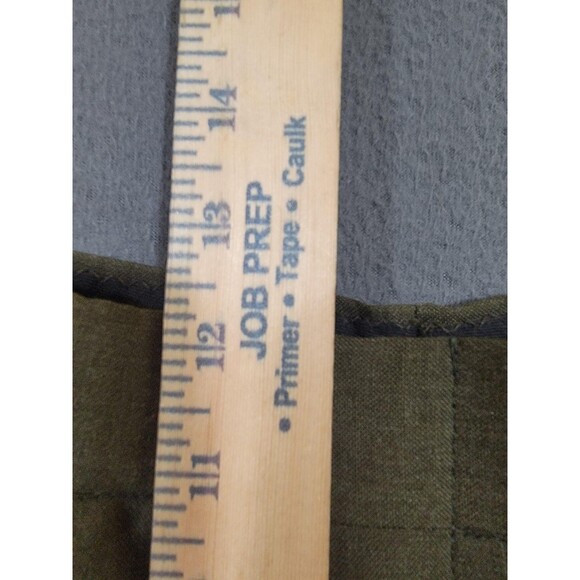 14
13
12
11
JOB PREP
• Primer • Tape • Caulk